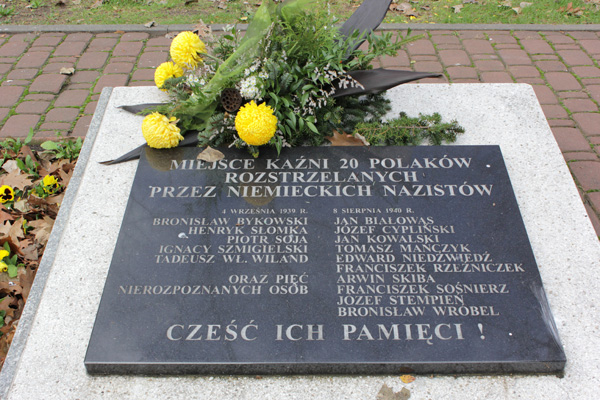 MIEJSCE KAŹNI 20 POLAKÓW
ROZSTRZELANYCH
PRZEZ NIEMIECKICH NAZISTÓW
4 WRZEŚNIA 1939 R.
BRONISŁAW BYKOWSKI
HENRYK SŁOMKA
PIOTR SOJA
IGNACY SZMIGIELSKI
TADEUSZ WŁ. WILAND
ORAZ PIĘĆ
NIEROZPOZNANYCH OSÓB
8 SIERPNIA 1940 R.
JAN BIAŁOWĄS
JÓZEF CYPLIŃSKI
JAN KOWALSKI
TOMASZ MAŃCZYK
EDWARD NIEDŹWIEDŹ
FRANCISZEK RZEŹNICZEK
ARWIN SKIBA
FRANCISZEK SOŚNIERZ
JÓZEF STEMPIEŃ
BRONISŁAW WRÓBEL
CZEŚĆ ICH PAMIĘCI !